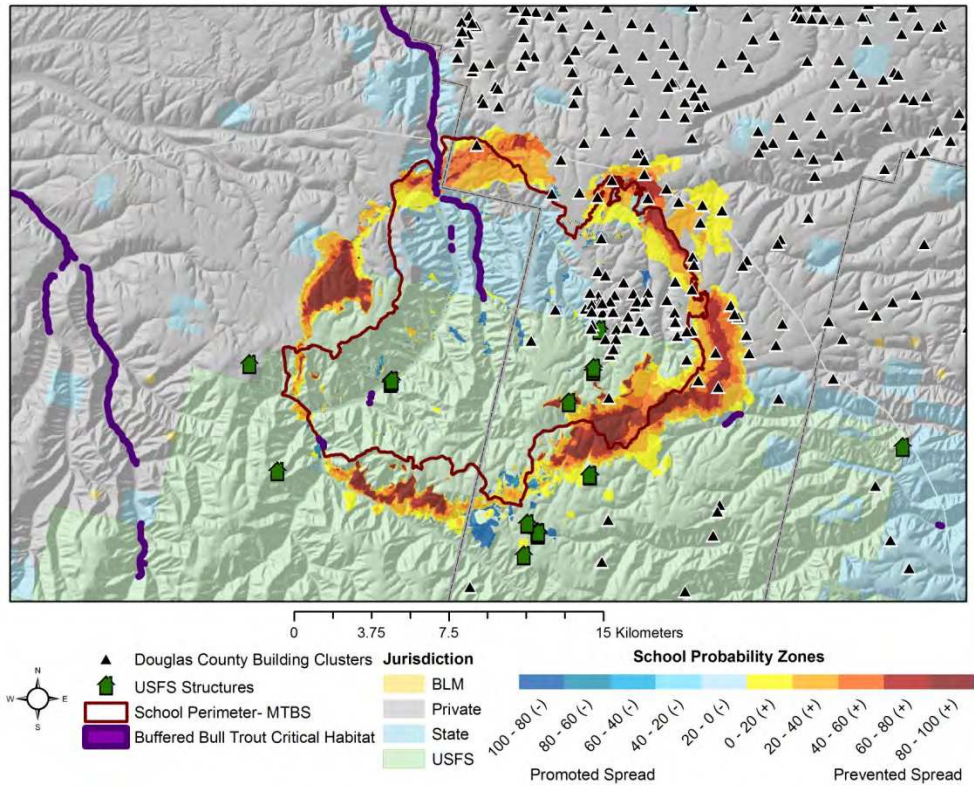 0 3.75 7.5 15 Kilometers
N
W E
S
Douglas County Building Clusters
USFS Structures
School Perimeter- MTBS
Buffered Bull Trout Critical Habitat
Jurisdiction
BLM
Private
State
USFS
School Probability Zones
100 - 80 (-)
80 - 60 (-)
60 - 40 (-)
40 - 20 (-)
20 - 0 (-)
0 - 20 (+)
20 - 40 (+)
40 - 60 (+)
60 - 80 (+)
80 - 100 (+)
Promoted Spread Prevented Spread